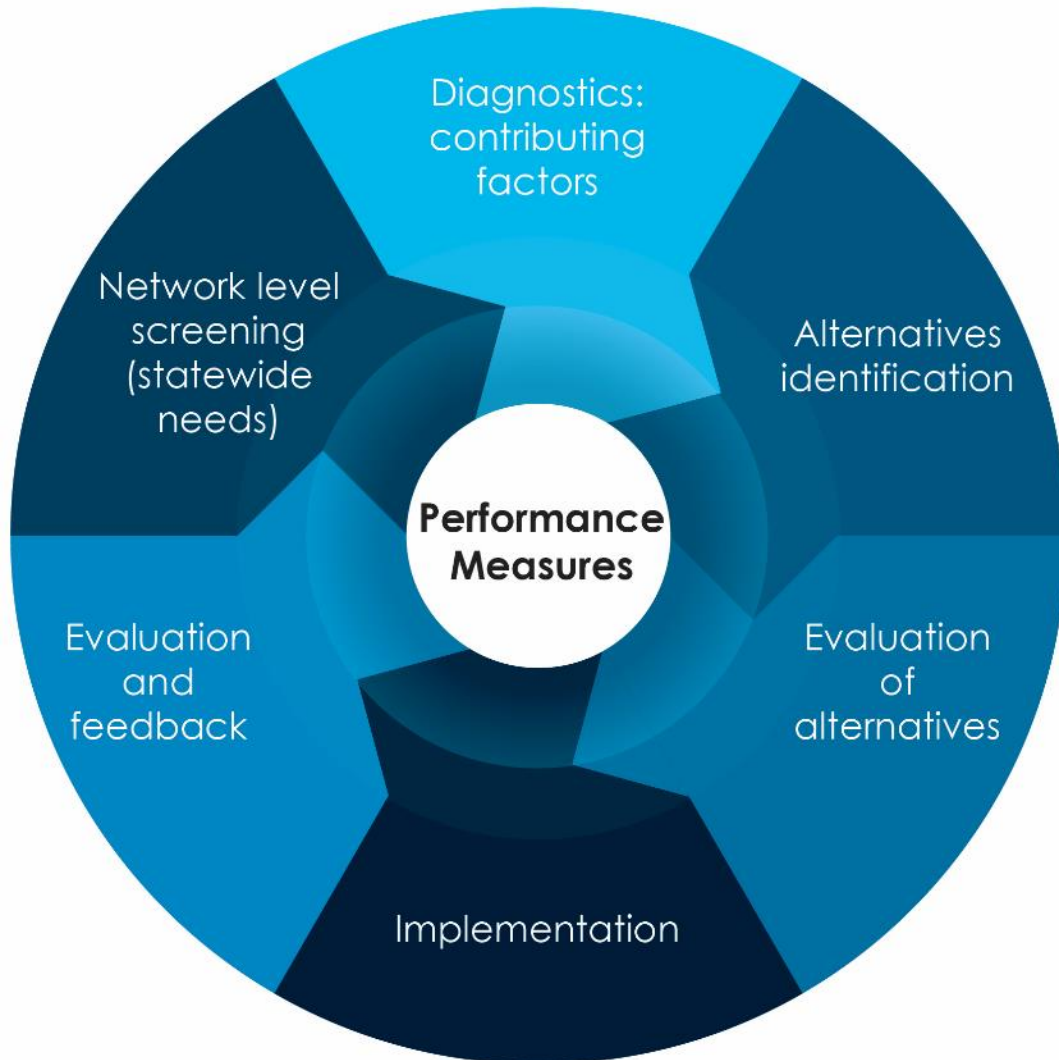 Diagnostics:
contributing
factors
Network level
screening
(statewide
needs)
Alternatives
identification
Performance
Measures
Evaluation
and
feedback
Evaluation
of
alternatives
Implementation